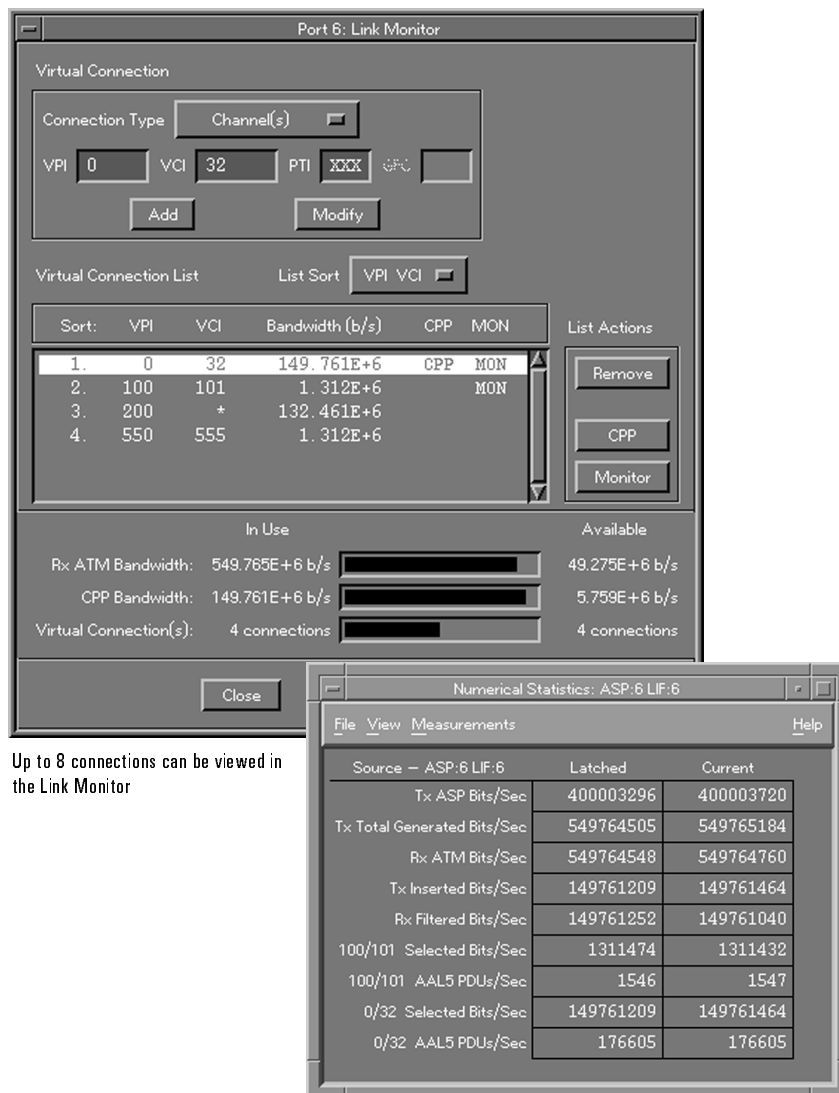 Port 6: Link Monitor
Virtual Connection
Connection Type Channel(s)
VPI 0 VCI 32 PTI XXX GFC
Add Modify
Virtual Connection List List Sort VPI VCI
Sort: VPI VCI Bandwidth (b/s) CPP MON List Actions
1. 0 32 149.761E+6 CPP MON
2. 100 101 1.312E+6 MON
3. 200 * 132.461E+6
4. 550 555 1.312E+6
Remove
CPP
Monitor
In Use Available
Rx ATM Bandwidth: 549.765E+6 b/s 49.275E+6 b/s
CPP Bandwidth: 149.761E+6 b/s 5.759E+6 b/s
Virtual Connection(s): 4 connections 4 connections
Close
Up to 8 connections can be viewed in
the Link Monitor
Numerical Statistics: ASP:6 LIF:6
File View Measurements Help
Source – ASP:6 LIF:6 Latched Current
Tx ASP Bits/Sec 400003296 400003720
Tx Total Generated Bits/Sec 549764505 549765184
Rx ATM Bits/Sec 549764548 549764760
Tx Inserted Bits/Sec 149761209 149761464
Rx Filtered Bits/Sec 149761252 149761040
100/101 Selected Bits/Sec 1311474 1311432
100/101 AAL5 PDUs/Sec 1546 1547
0/32 Selected Bits/Sec 149761209 149761464
0/32 AAL5 PDUs/Sec 176605 176605